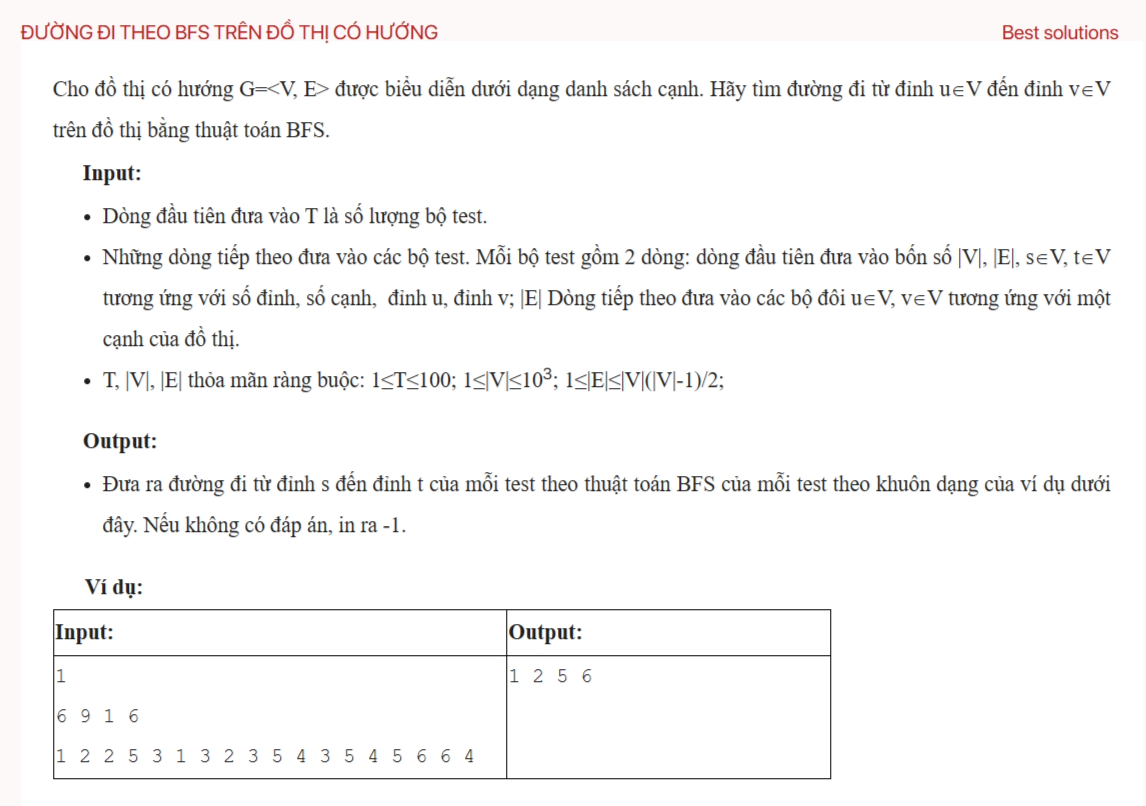 ĐƯỜNG ĐI THEO BFS TRÊN ĐỒ THỊ CÓ HƯỚNG
Best solutions
Cho đồ thị có hướng G=<V, E> được biểu diễn dưới dạng danh sách cạnh. Hãy tìm đường đi từ đỉnh u∈V đến đỉnh v∈V
trên đồ thị bằng thuật toán BFS.
Input:
• Dòng đầu tiên đưa vào T là số lượng bộ test.
• Những dòng tiếp theo đưa vào các bộ test. Mỗi bộ test gồm 2 dòng: dòng đầu tiên đưa vào bốn số |V|, |E|, s∈V, t∈V
tương ứng với số đỉnh, số cạnh, đỉnh u, đỉnh v; |E| Dòng tiếp theo đưa vào các bộ đôi u∈V, v∈V tương ứng với một
cạnh của đồ thị.
• T, |V|, |E| thỏa mãn ràng buộc: 1≤T≤100; 1≤|V|≤10³; 1≤|E|≤|V|(|V|-1)/2;
Output:
• Đưa ra đường đi từ đỉnh s đến đỉnh t của mỗi test theo thuật toán BFS của mỗi test theo khuôn dạng của ví dụ dưới
đây. Nếu không có đáp án, in ra -1.
Ví dụ:
Input:
Output:
1
1 2 5 6
6 9 1 6
1 2 2 5 3 1 3 2 3 5 4 3 5 4 5 6 6 4